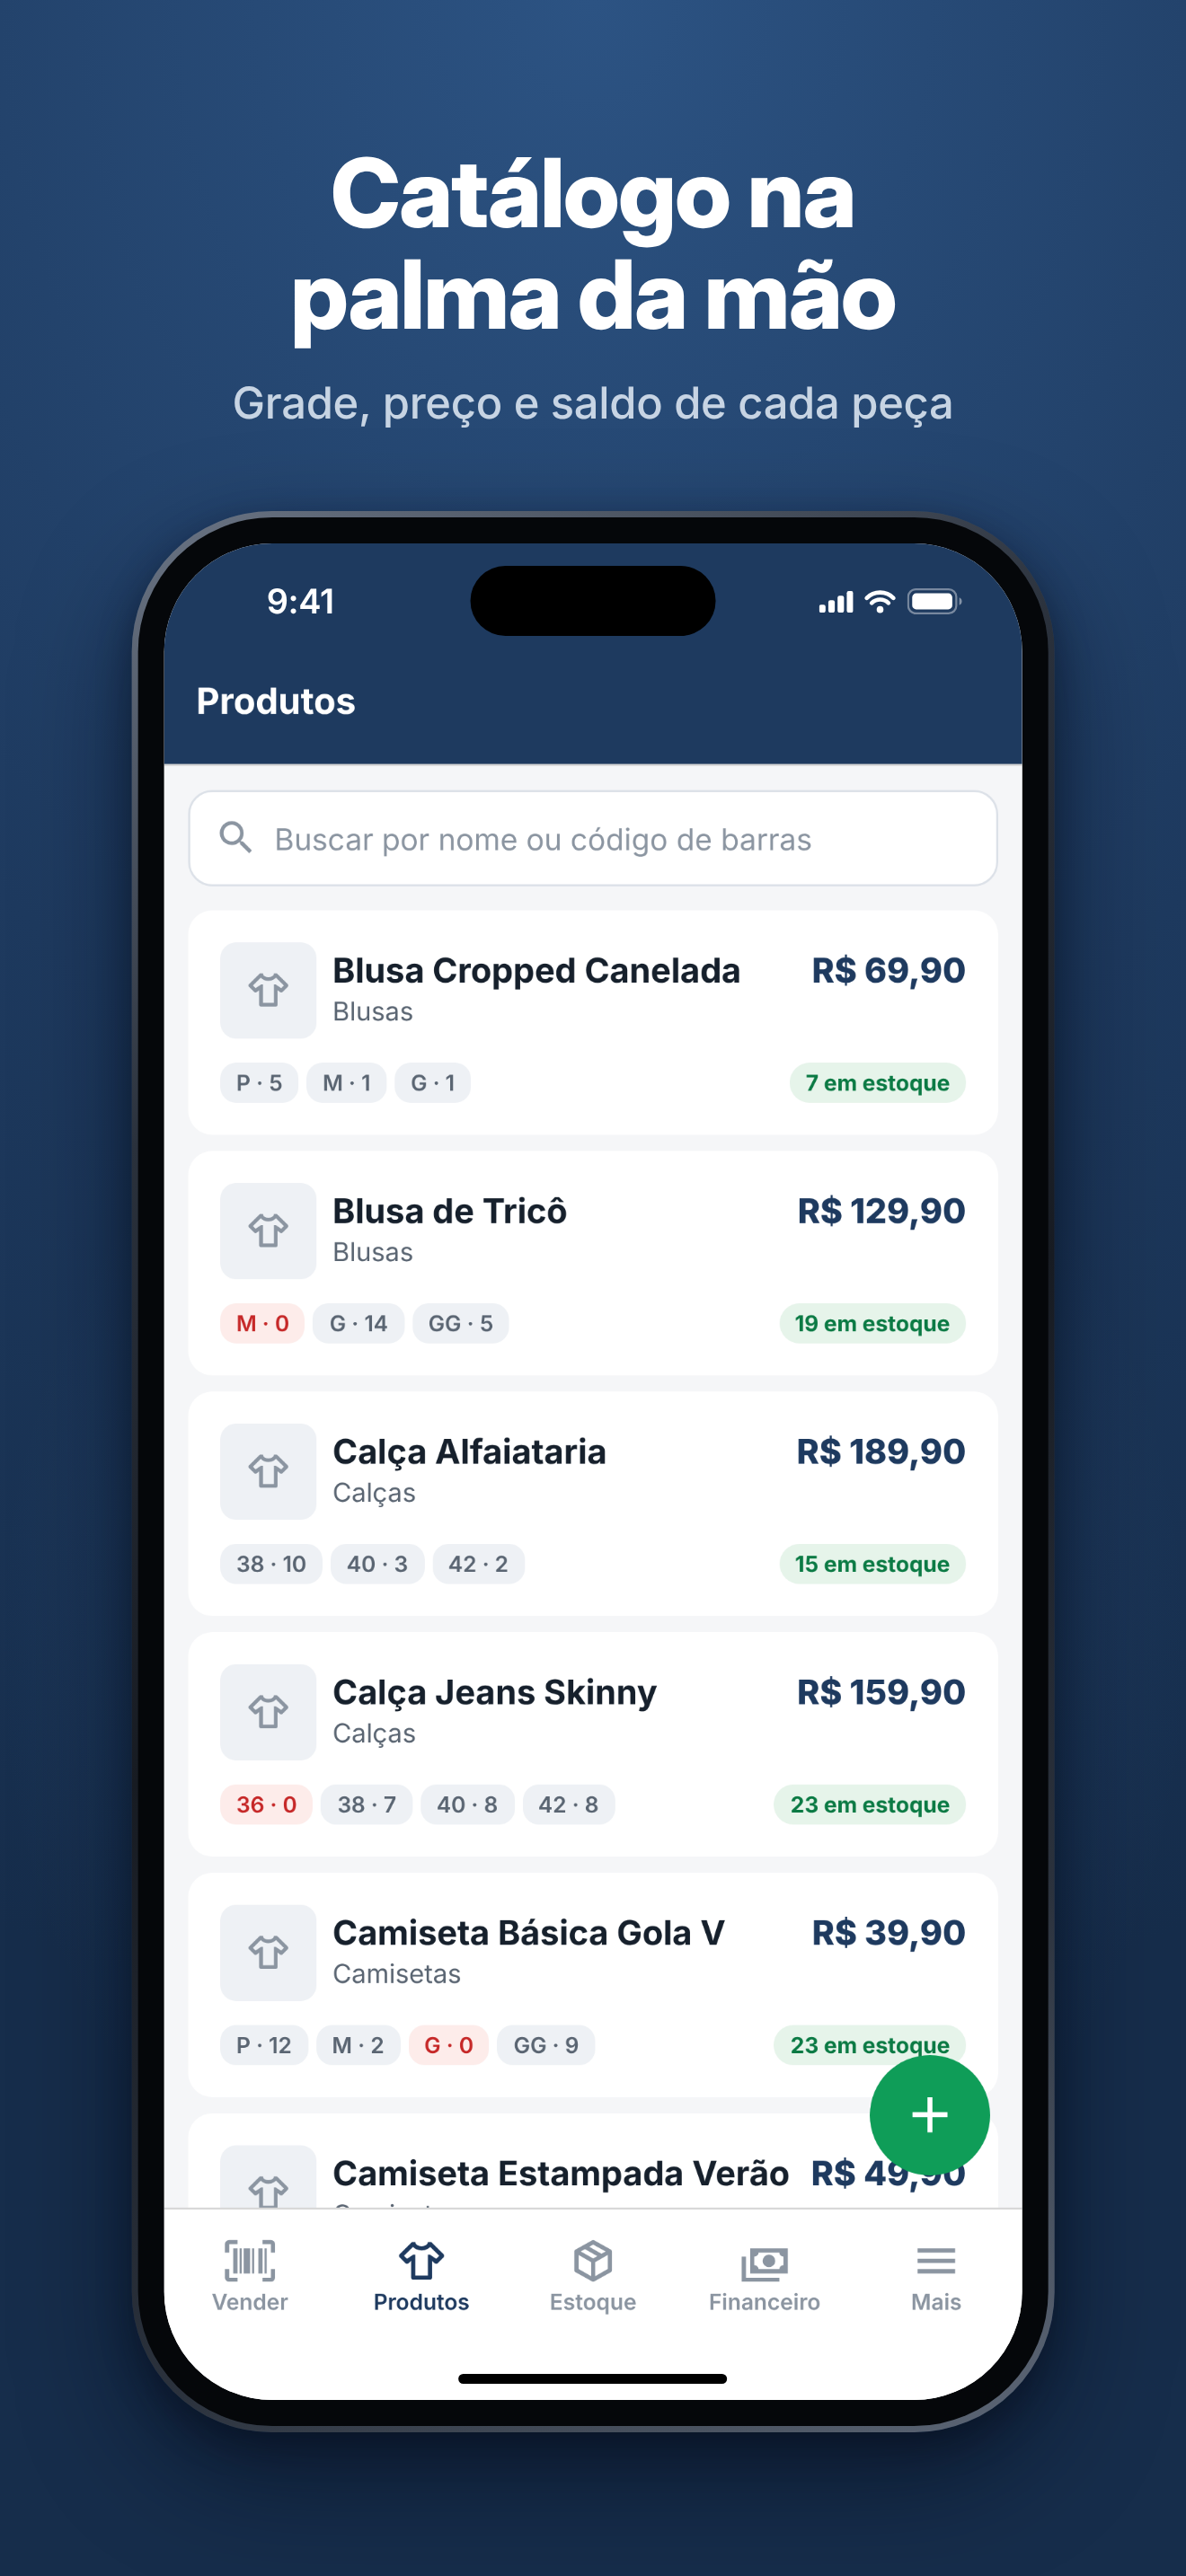 Catálogo na
palma da mão
Grade, preço e saldo de cada peça
9:41
Produtos
Buscar por nome ou código de barras
Blusa Cropped Canelada R$ 69,90
Blusas
P · 5 M · 1 G · 1 7 em estoque
Blusa de Tricô R$ 129,90
Blusas
M · 0 G · 14 GG · 5 19 em estoque
Calça Alfaiataria R$ 189,90
Calças
38 · 10 40 · 3 42 · 2 15 em estoque
Calça Jeans Skinny R$ 159,90
Calças
36 · 0 38 · 7 40 · 8 42 · 8 23 em estoque
Camiseta Básica Gola V R$ 39,90
Camisetas
P · 12 M · 2 G · 0 GG · 9 23 em estoque
Camiseta Estampada Verão R$ 49,90
Vender Produtos Estoque Financeiro Mais